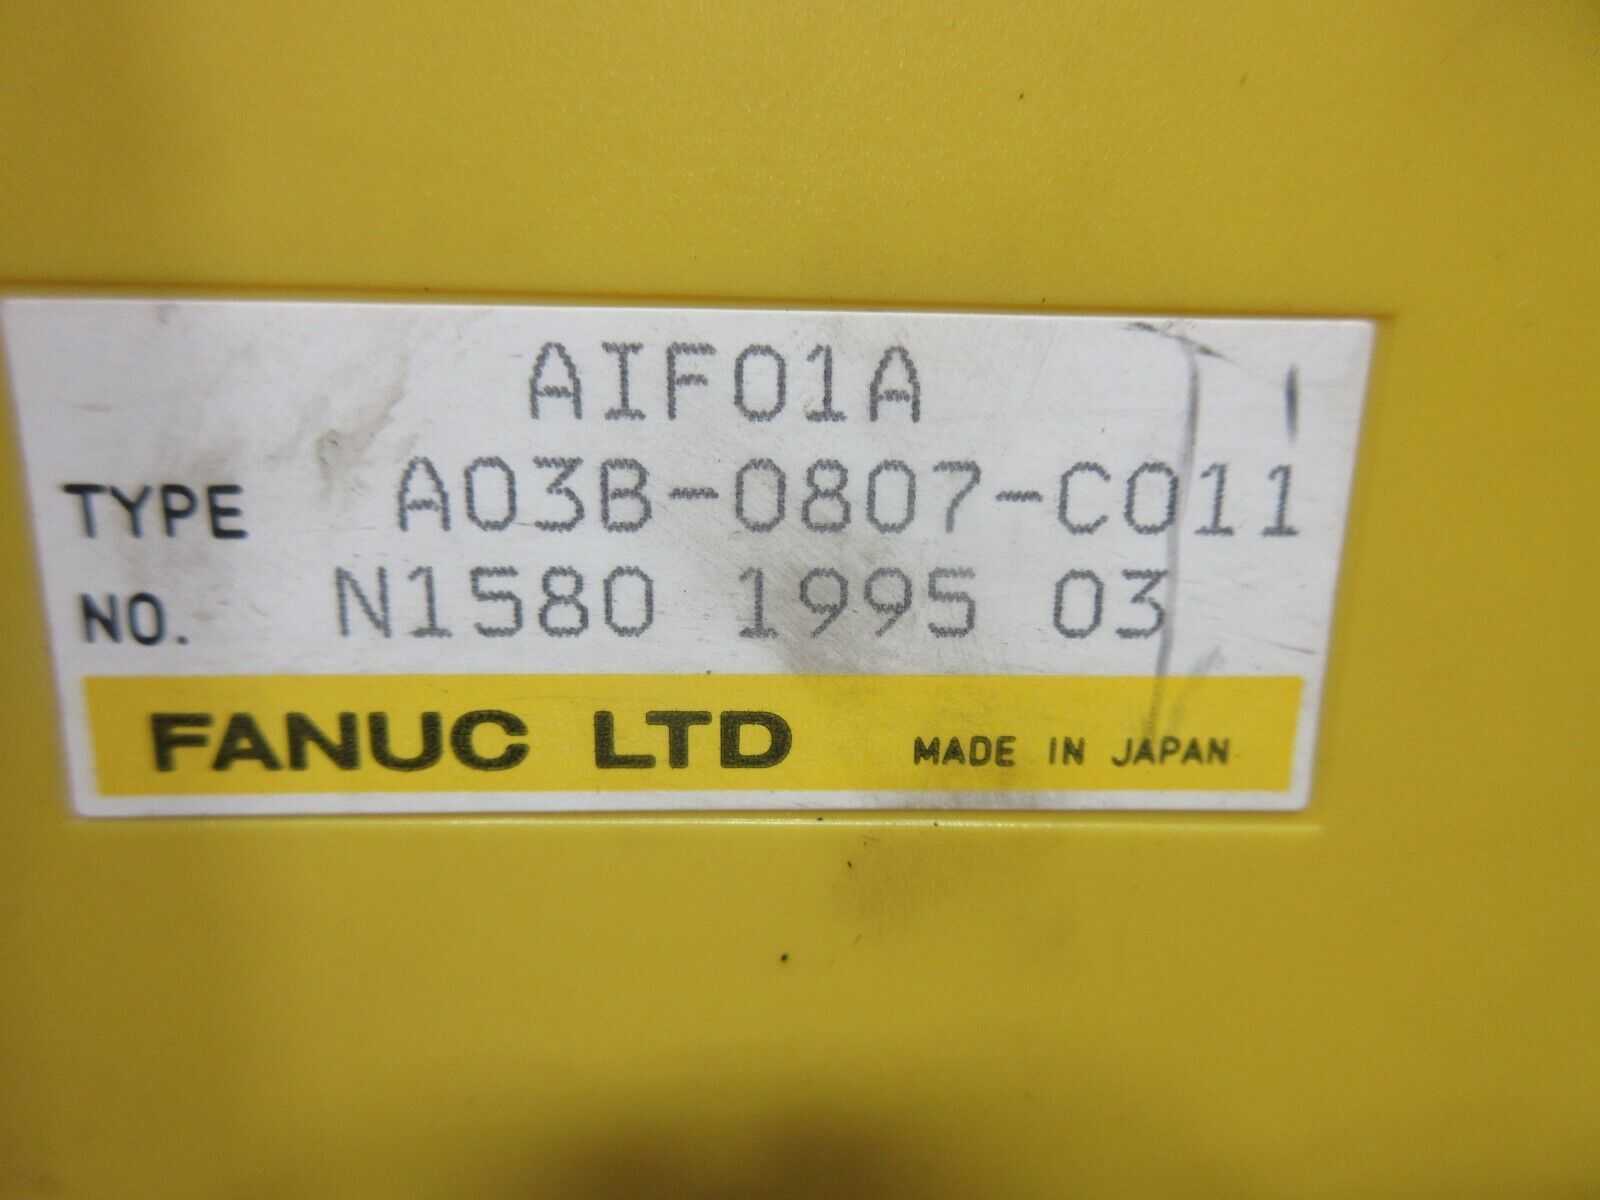 AIF01A
TYPE A03B-0807-C011
NO. N1580 1995 03
FANUC LTD MADE IN JAPAN